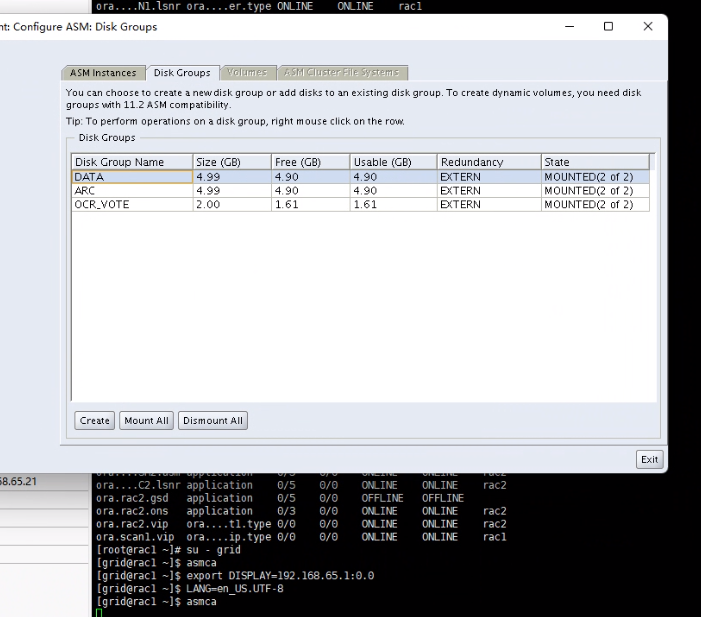 ora....N1.lsnr ora....er.type ONLINE    ONLINE    rac1
nt: Configure ASM: Disk Groups
ASM Instances Disk Groups Volumes ASM Cluster File Systems
You can choose to create a new disk group or add disks to an existing disk group. To create dynamic volumes, you need disk
groups with 11.2 ASM compatibility.
Tip: To perform operations on a disk group, right mouse click on the row.
Disk Groups
Disk Group Name Size (GB) Free (GB) Usable (GB) Redundancy State
DATA 4.99 4.90 4.90 EXTERN MOUNTED(2 of 2)
ARC 4.99 4.90 4.90 EXTERN MOUNTED(2 of 2)
OCR_VOTE 2.00 1.61 1.61 EXTERN MOUNTED(2 of 2)
Create Mount All Dismount All
Exit
68.65.21
ora....C2.lsnr application    0/5    0/0    ONLINE    ONLINE    rac2
ora.rac2.gsd   application    0/5    0/0    OFFLINE   OFFLINE
ora.rac2.ons   application    0/3    0/0    ONLINE    ONLINE    rac2
ora.rac2.vip   ora....t1.type 0/0    0/0    ONLINE    ONLINE    rac2
ora.scan1.vip  ora....ip.type 0/0    0/0    ONLINE    ONLINE    rac1
[root@rac1 ~]# su - grid
[grid@rac1 ~]$ asmca
[grid@rac1 ~]$ export DISPLAY=192.168.65.1:0.0
[grid@rac1 ~]$ LANG=en_US.UTF-8
[grid@rac1 ~]$ asmca